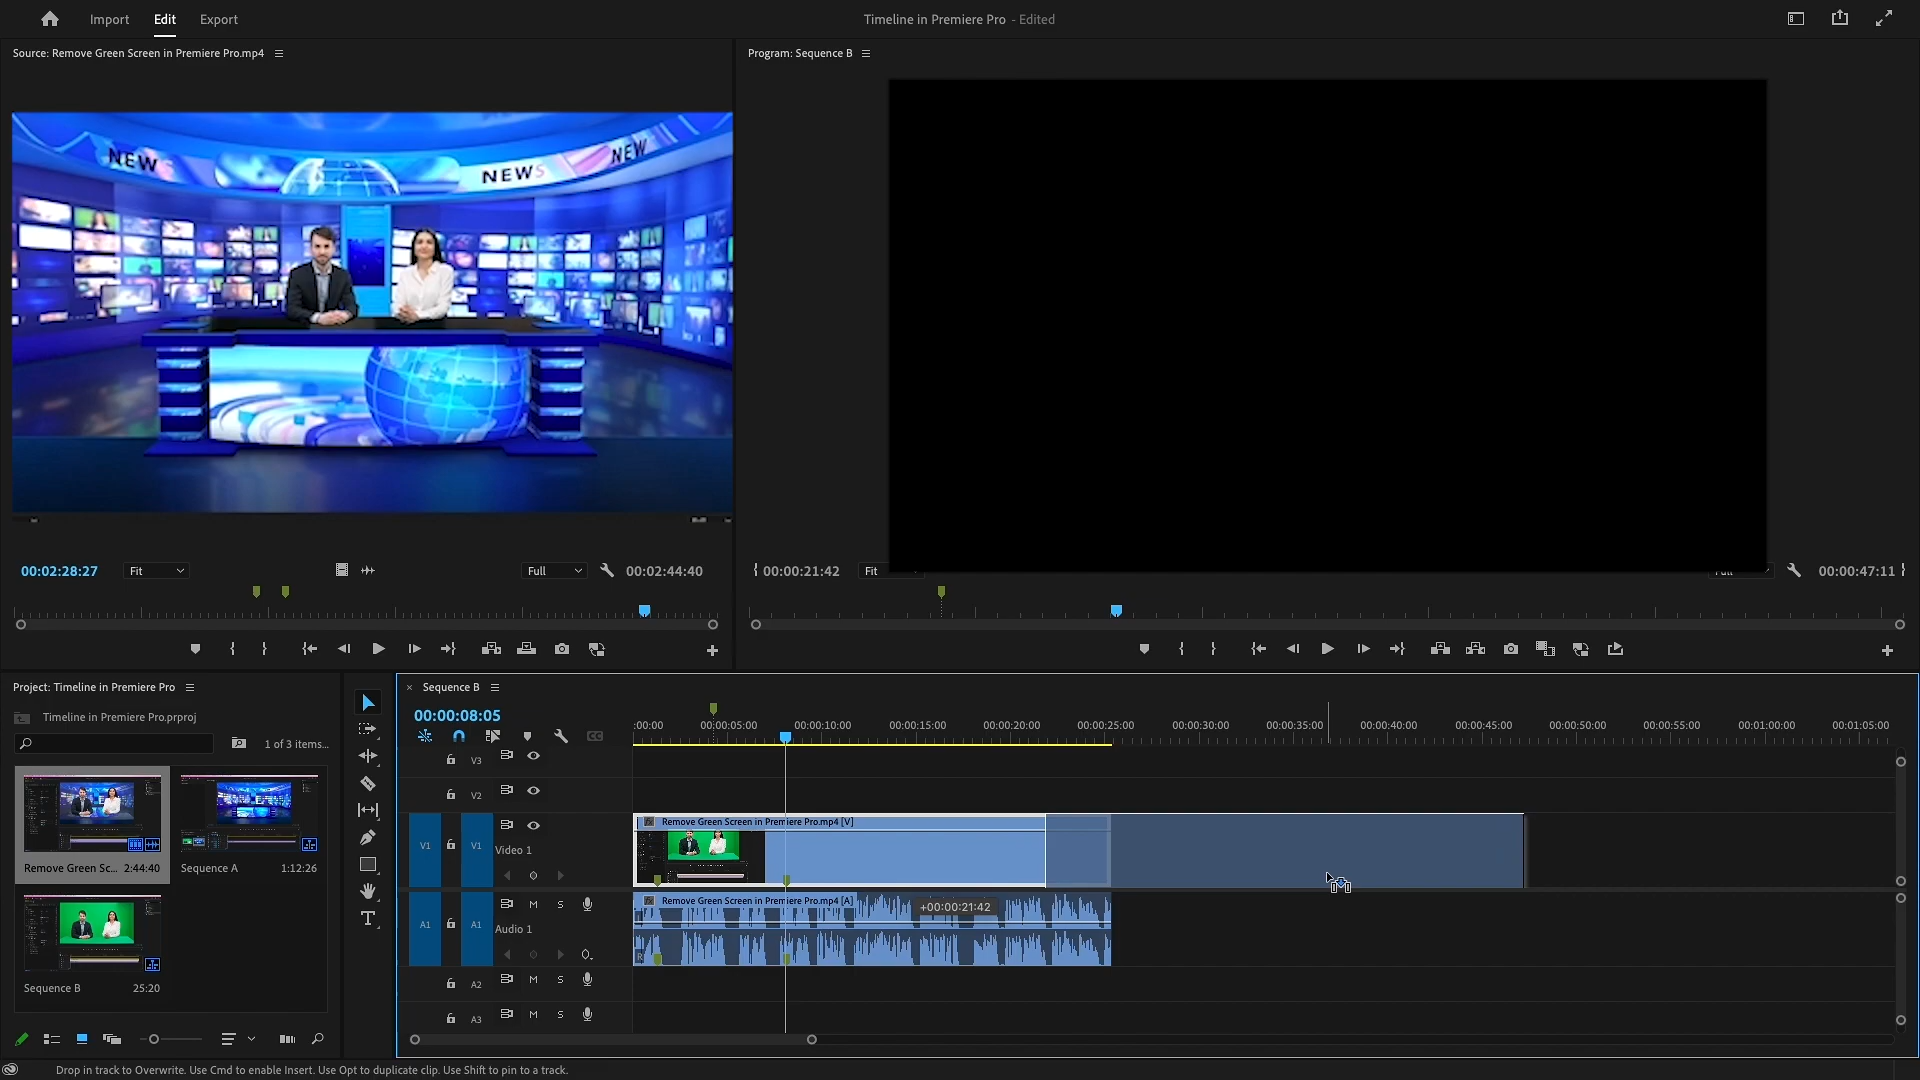 Import
Edit
Export
Timeline in Premiere Pro - Edited
Source: Remove Green Screen in Premiere Pro.mp4
Program: Sequence B
NEW
NEWS
NEW
00:02:28:27
Fit
Full
00:02:44:40
00:00:21:42
Fit
Full
00:00:47:11
Project: Timeline in Premiere Pro
Timeline in Premiere Pro.prproj
1 of 3 items...
Remove Green Sc... 2:44:40
Sequence A 1:12:26
Sequence B 25:20
× Sequence B
00:00:08:05
:00:00 00:00:05:00 00:00:10:00 00:00:15:00 00:00:20:00 00:00:25:00 00:00:30:00 00:00:35:00 00:00:40:00 00:00:45:00 00:00:50:00 00:00:55:00 00:01:00:00 00:01:05:00
CC
V3
V2
V1 V1 Video 1
fx Remove Green Screen in Premiere Pro.mp4 [V]
A1 A1 M S Audio 1
fx Remove Green Screen in Premiere Pro.mp4 [A]
+00:00:21:42
R
A2 M S
A3 M S
Drop in track to Overwrite. Use Cmd to enable Insert. Use Opt to duplicate clip. Use Shift to pin to a track.